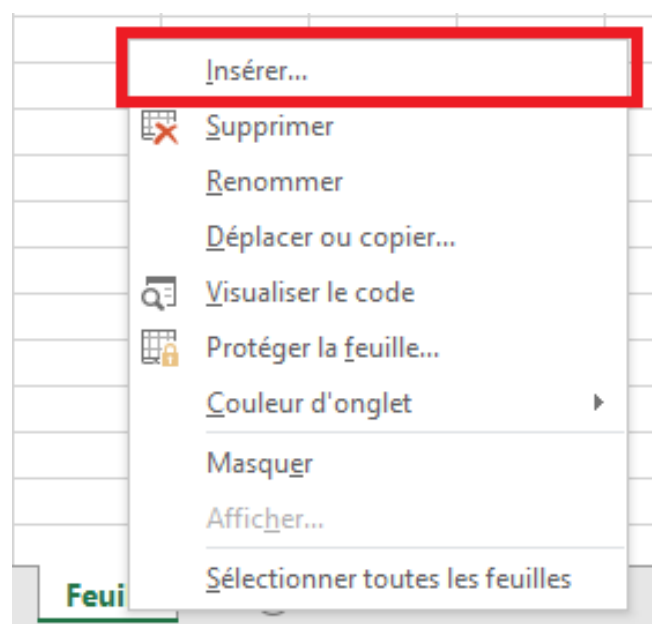 Insérer...
Supprimer
Renommer
Déplacer ou copier...
Visualiser le code
Protéger la feuille...
Couleur d'onglet
Masquer
Afficher...
Sélectionner toutes les feuilles